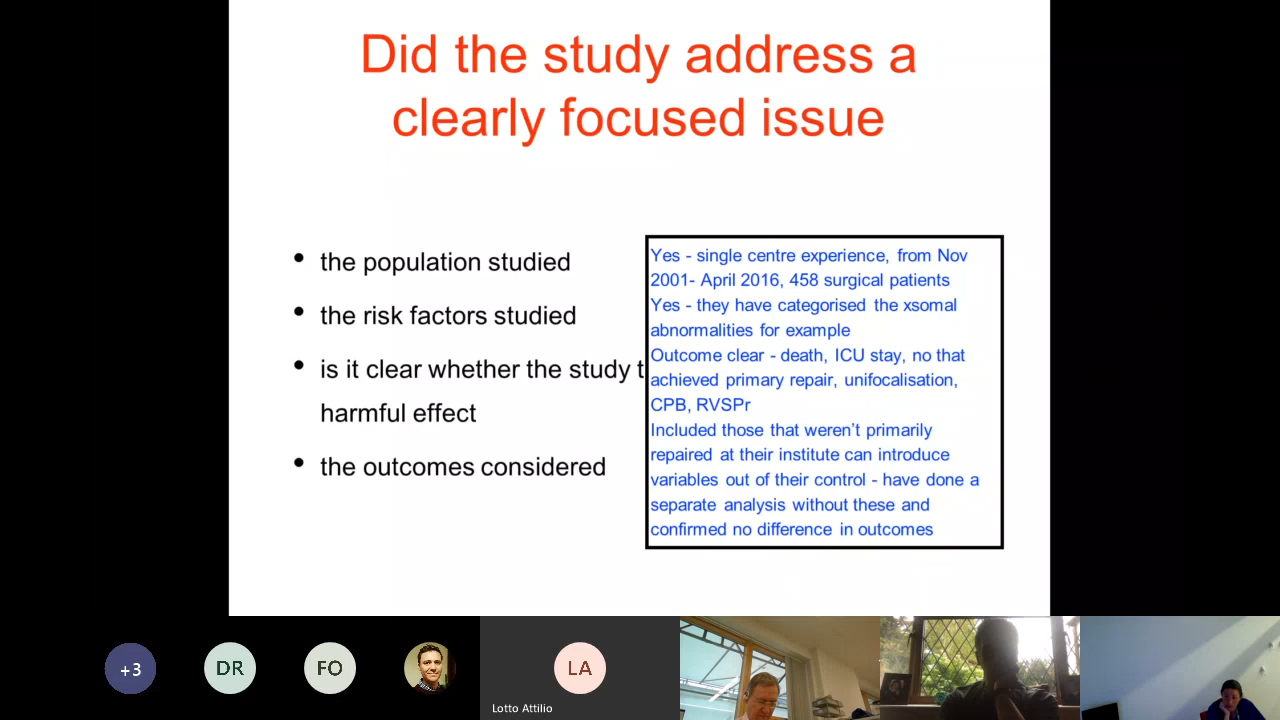 Did the study address a
clearly focused issue
• the population studied
• the risk factors studied
• is it clear whether the study t
harmful effect
• the outcomes considered
Yes - single centre experience, from Nov
2001- April 2016, 458 surgical patients
Yes - they have categorised the xsomal
abnormalities for example
Outcome clear - death, ICU stay, no that
achieved primary repair, unifocalisation,
CPB, RVSPr
Included those that weren't primarily
repaired at their institute can introduce
variables out of their control - have done a
separate analysis without these and
confirmed no difference in outcomes
+3
DR
FO
LA
Lotto Attilio